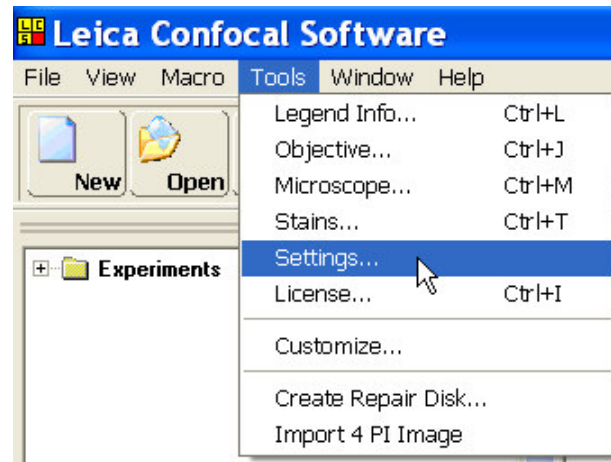 Leica Confocal Software
File View Macro Tools Window Help
New Open
Legend Info... Ctrl+L
Objective... Ctrl+J
Microscope... Ctrl+M
Stains... Ctrl+T
Settings...
License... Ctrl+I
Customize...
Create Repair Disk...
Import 4 PI Image
Experiments